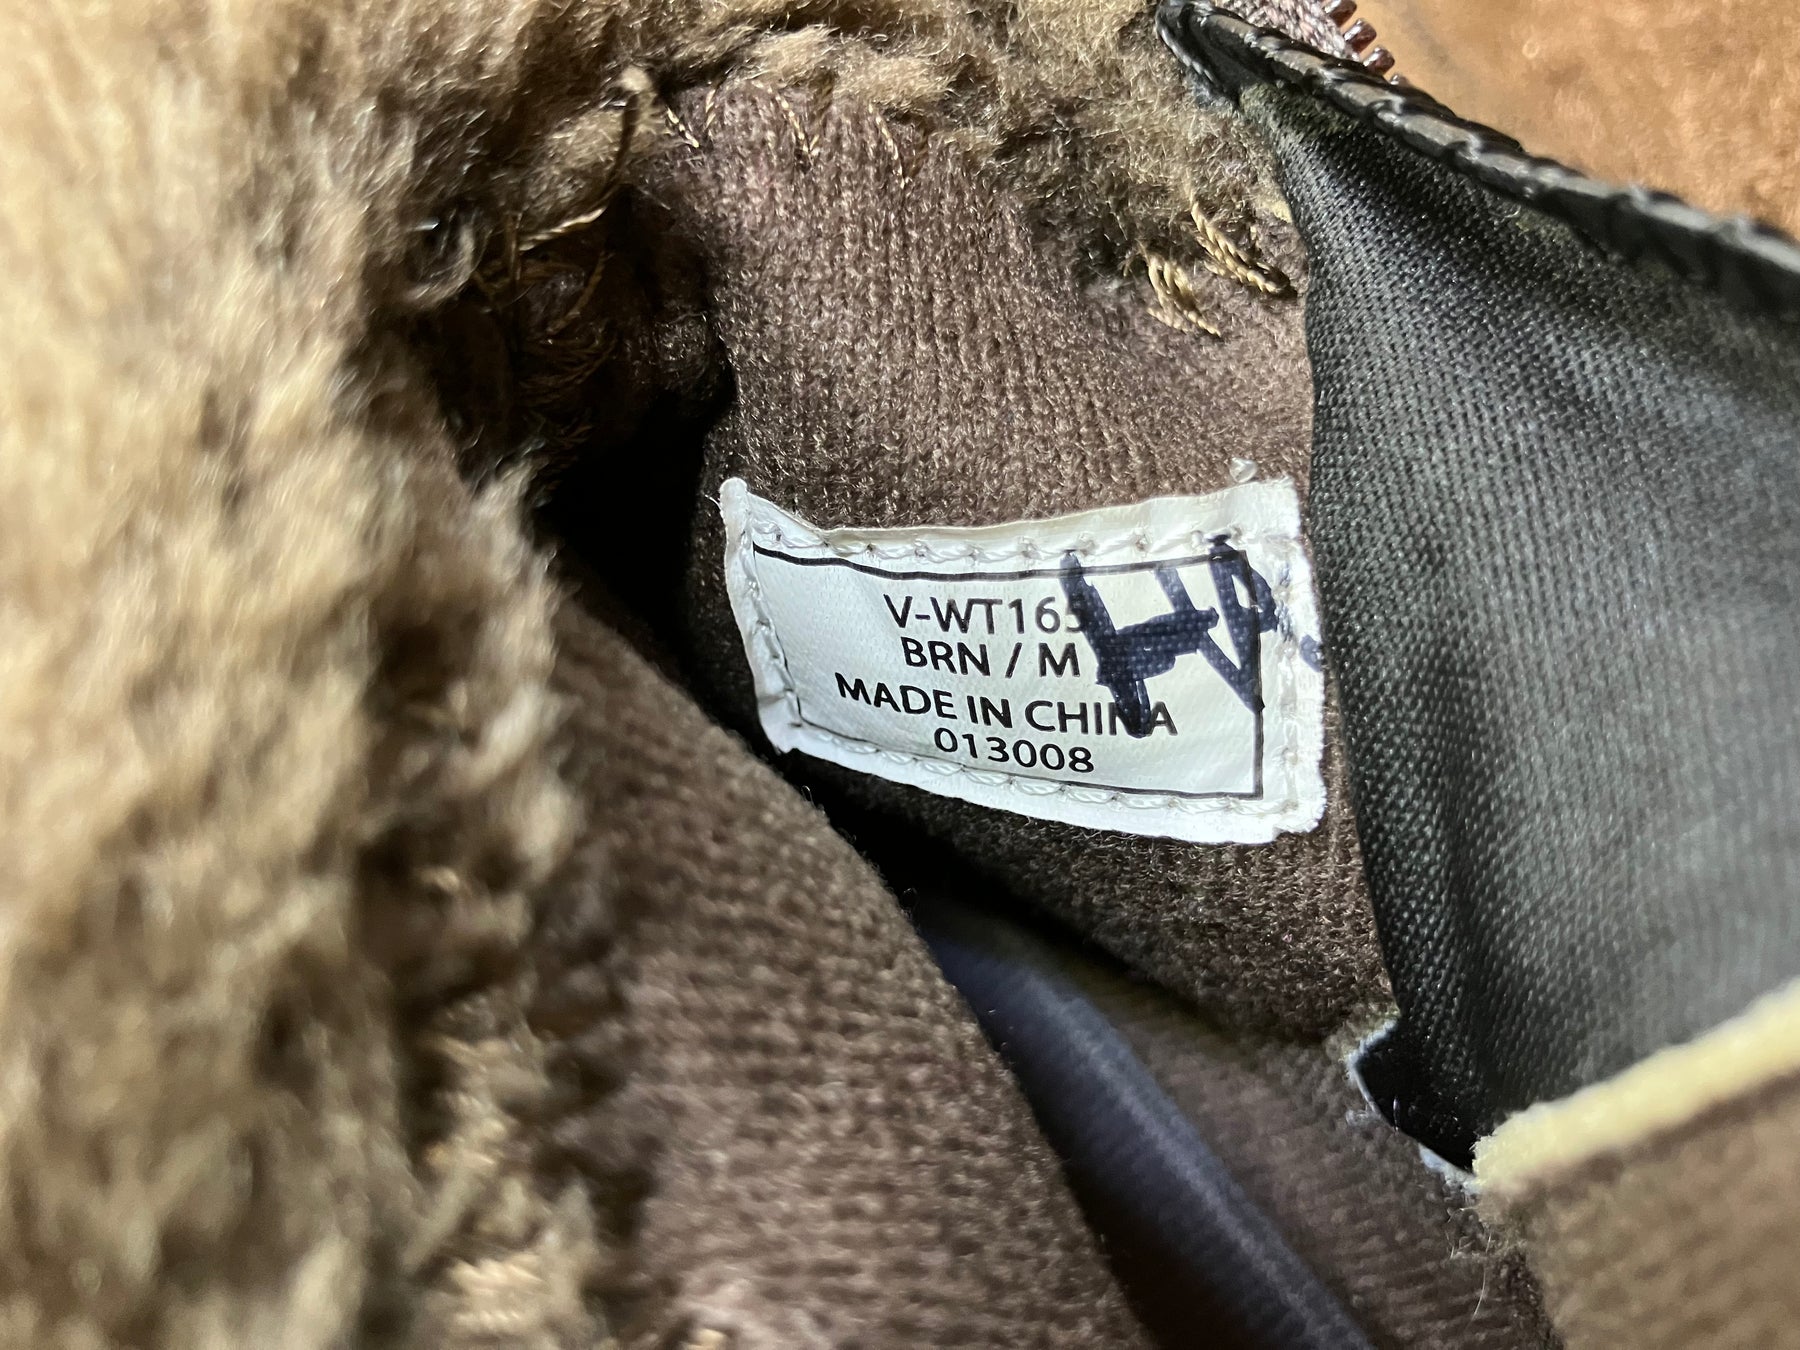 V-WT165
BRN / M
MADE IN CHINA
013008